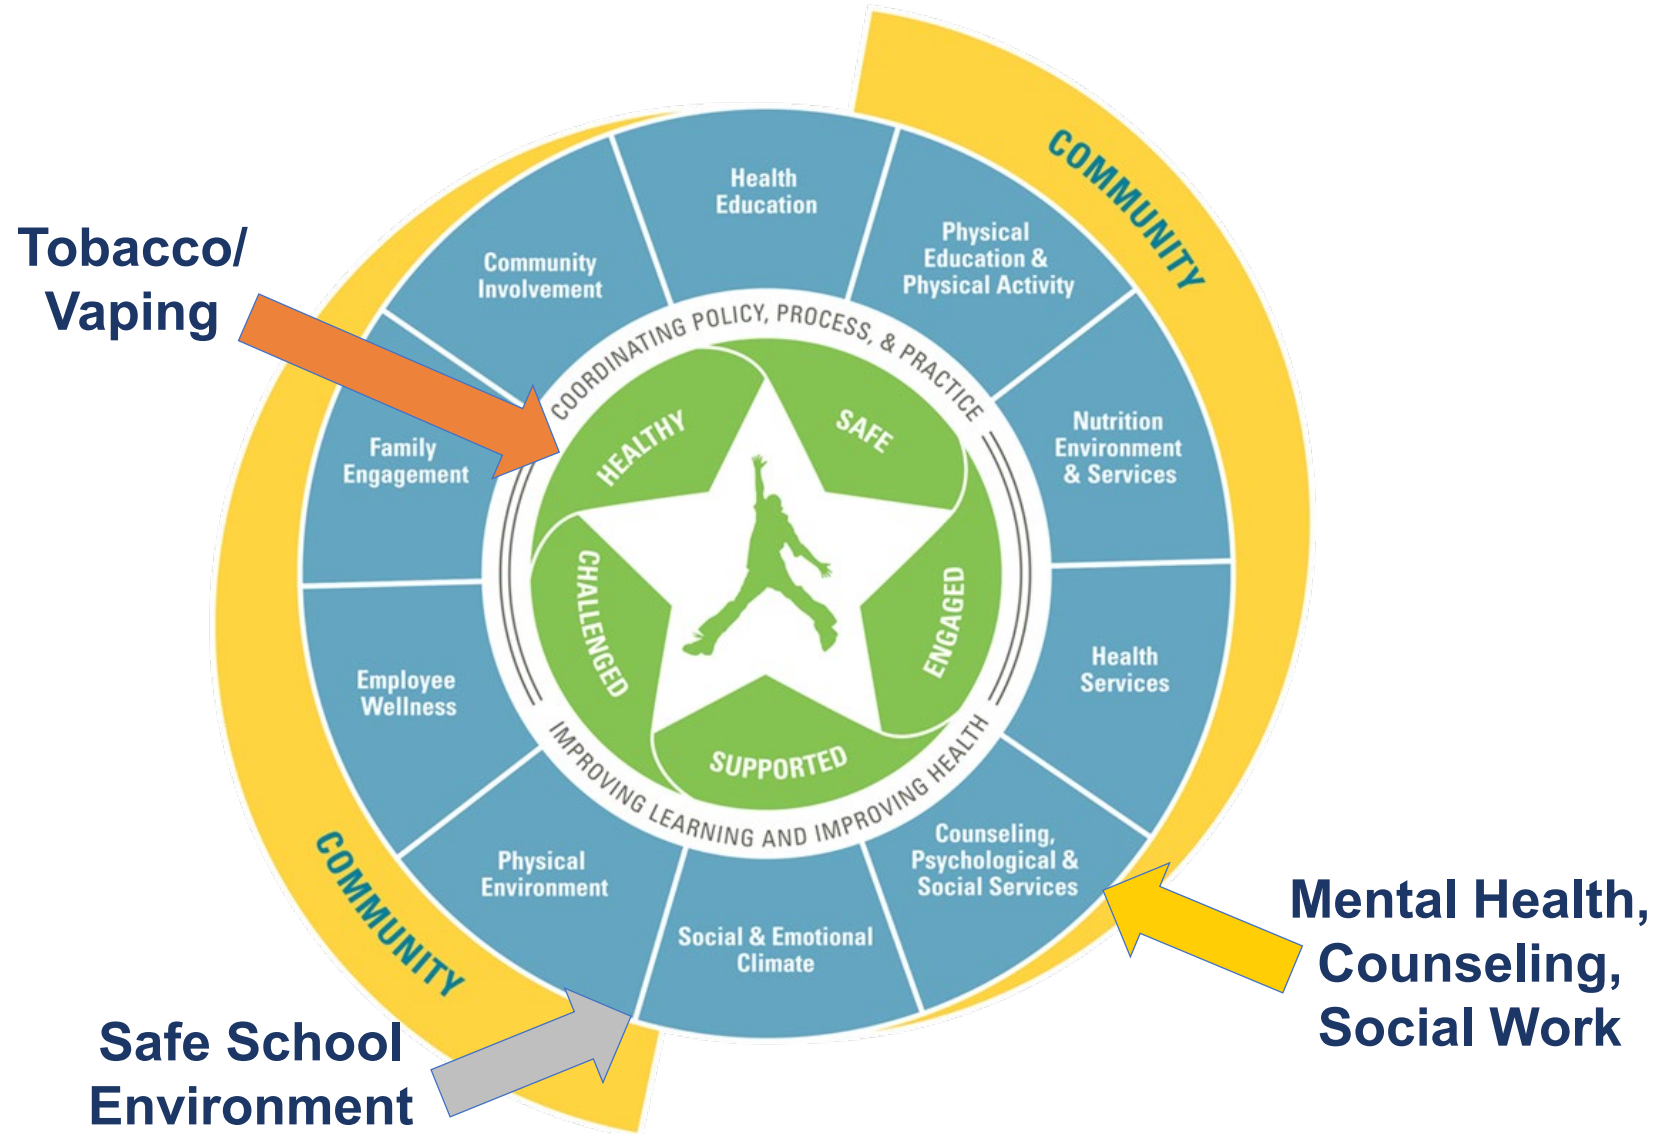 COMMUNITY
Health
Education
Physical
Education &
Physical Activity
Nutrition
Environment
& Services
Health
Services
Counseling,
Psychological &
Social Services
Social & Emotional
Climate
Physical
Environment
Employee
Wellness
Family
Engagement
Community
Involvement
COORDINATING POLICY, PROCESS, & PRACTICE
IMPROVING LEARNING AND IMPROVING HEALTH
HEALTHY
SAFE
ENGAGED
SUPPORTED
CHALLENGED
COMMUNITY
Tobacco/
Vaping
Safe School
Environment
Mental Health,
Counseling,
Social Work